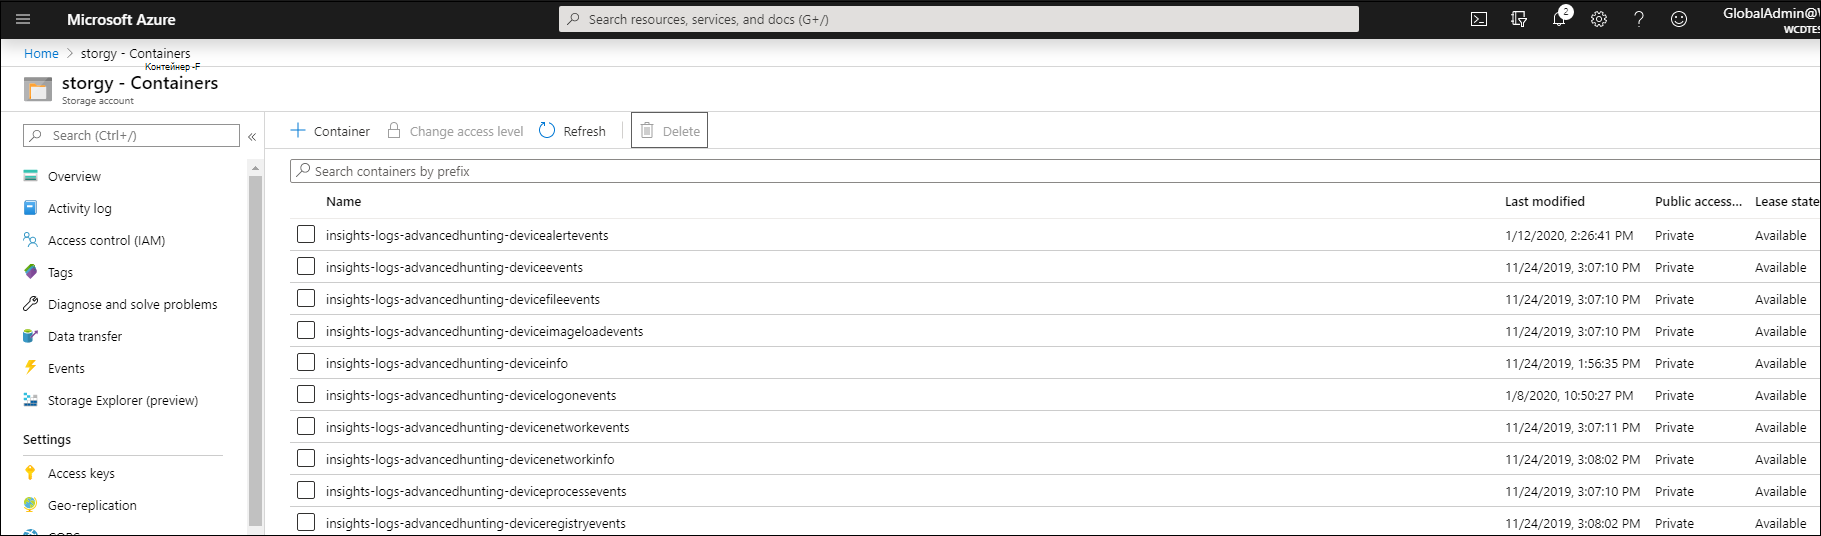 Microsoft Azure
Search resources, services, and docs (G+/)
2
GlobalAdmin@
WCDTES
Home > storgy - Containers
Контейнер -F
storgy - Containers
Storage account
Search (Ctrl+/)
«
Overview
Activity log
Access control (IAM)
Tags
Diagnose and solve problems
Data transfer
Events
Storage Explorer (preview)
Settings
Access keys
Geo-replication
+ Container Change access level Refresh Delete
Search containers by prefix
Name Last modified Public access... Lease state
insights-logs-advancedhunting-devicealertevents 1/12/2020, 2:26:41 PM Private Available
insights-logs-advancedhunting-deviceevents 11/24/2019, 3:07:10 PM Private Available
insights-logs-advancedhunting-devicefileevents 11/24/2019, 3:07:10 PM Private Available
insights-logs-advancedhunting-deviceimageloadevents 11/24/2019, 3:07:10 PM Private Available
insights-logs-advancedhunting-deviceinfo 11/24/2019, 1:56:35 PM Private Available
insights-logs-advancedhunting-devicelogonevents 1/8/2020, 10:50:27 PM Private Available
insights-logs-advancedhunting-devicenetworkevents 11/24/2019, 3:07:11 PM Private Available
insights-logs-advancedhunting-devicenetworkinfo 11/24/2019, 3:08:02 PM Private Available
insights-logs-advancedhunting-deviceprocessevents 11/24/2019, 3:07:10 PM Private Available
insights-logs-advancedhunting-deviceregistryevents 11/24/2019, 3:08:02 PM Private Available